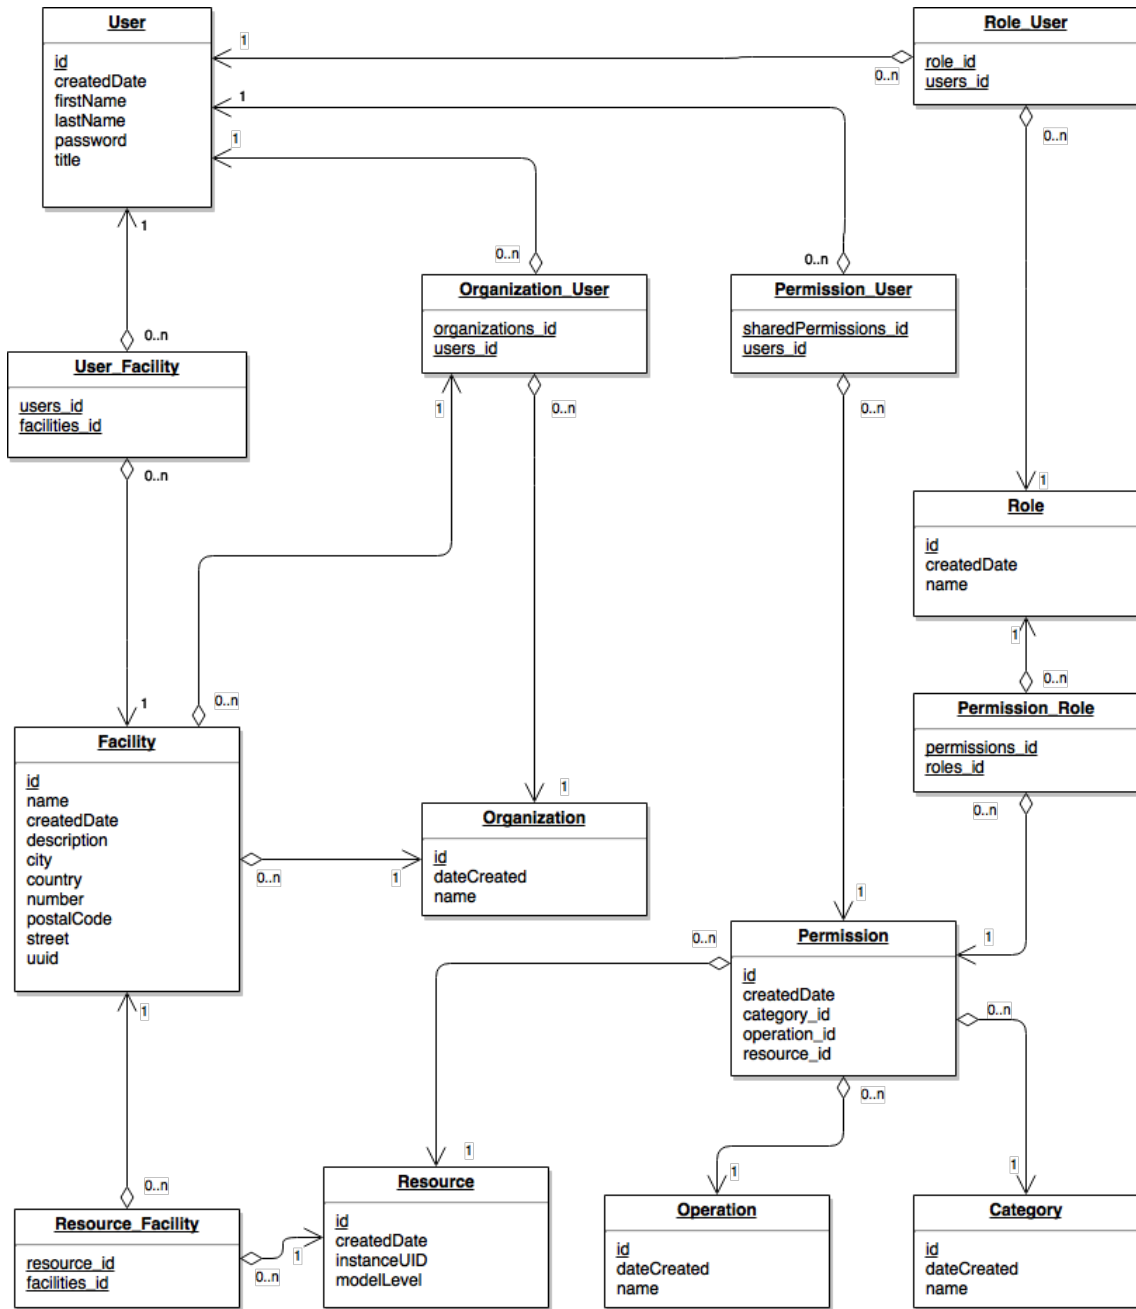 User
id
createdDate
firstName
lastName
password
title
1
1
1
1
Role_User
role_id
users_id
0..n
0..n
0..n
Organization_User
organizations_id
users_id
0..n
1
0..n
Permission_User
sharedPermissions_id
users_id
0..n
0..n
User_Facility
users_id
facilities_id
0..n
1
Role
id
createdDate
name
1
0..n
Permission_Role
permissions_id
roles_id
0..n
1
0..n
1
Facility
id
name
createdDate
description
city
country
number
postalCode
street
uuid
0..n
1
1
Organization
id
dateCreated
name
1
0..n
1
Permission
id
createdDate
category_id
operation_id
resource_id
1
0..n
0..n
0..n
Resource_Facility
resource_id
facilities_id
0..n
1
1
Resource
id
createdDate
instanceUID
modelLevel
1
Operation
id
dateCreated
name
1
Category
id
dateCreated
name